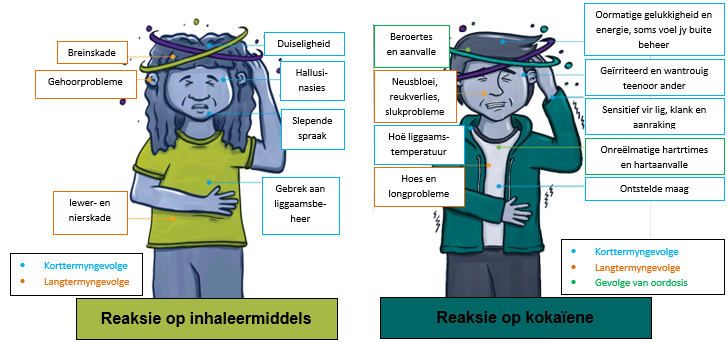 Breinskade
Gehoorprobleme
Duiseligheid
Hallusi-
nasies
Slepende
spraak
lewer- en
nierskade
Gebrek aan
liggaamsbe-
heer
• Korttermyngevolge
• Langtermyngevolge
Reaksie op inhaleermiddels
Beroertes
en aanvalle
Neusbloei,
reukverlies,
slukprobleme
Hoë liggaams-
temperatuur
Hoes en
longprobleme
Oormatige gelukkigheid en
energie, soms voel jy buite
beheer
Geïrriteerd en wantrouig
teenoor ander
Sensitief vir lig, klank en
aanraking
Onreëlmatige hartrtimes
en hartaanvalle
Ontstelde maag
• Korttermyngevolge
• Langtermyngevolge
• Gevolge van oordosis
Reaksie op kokaïene